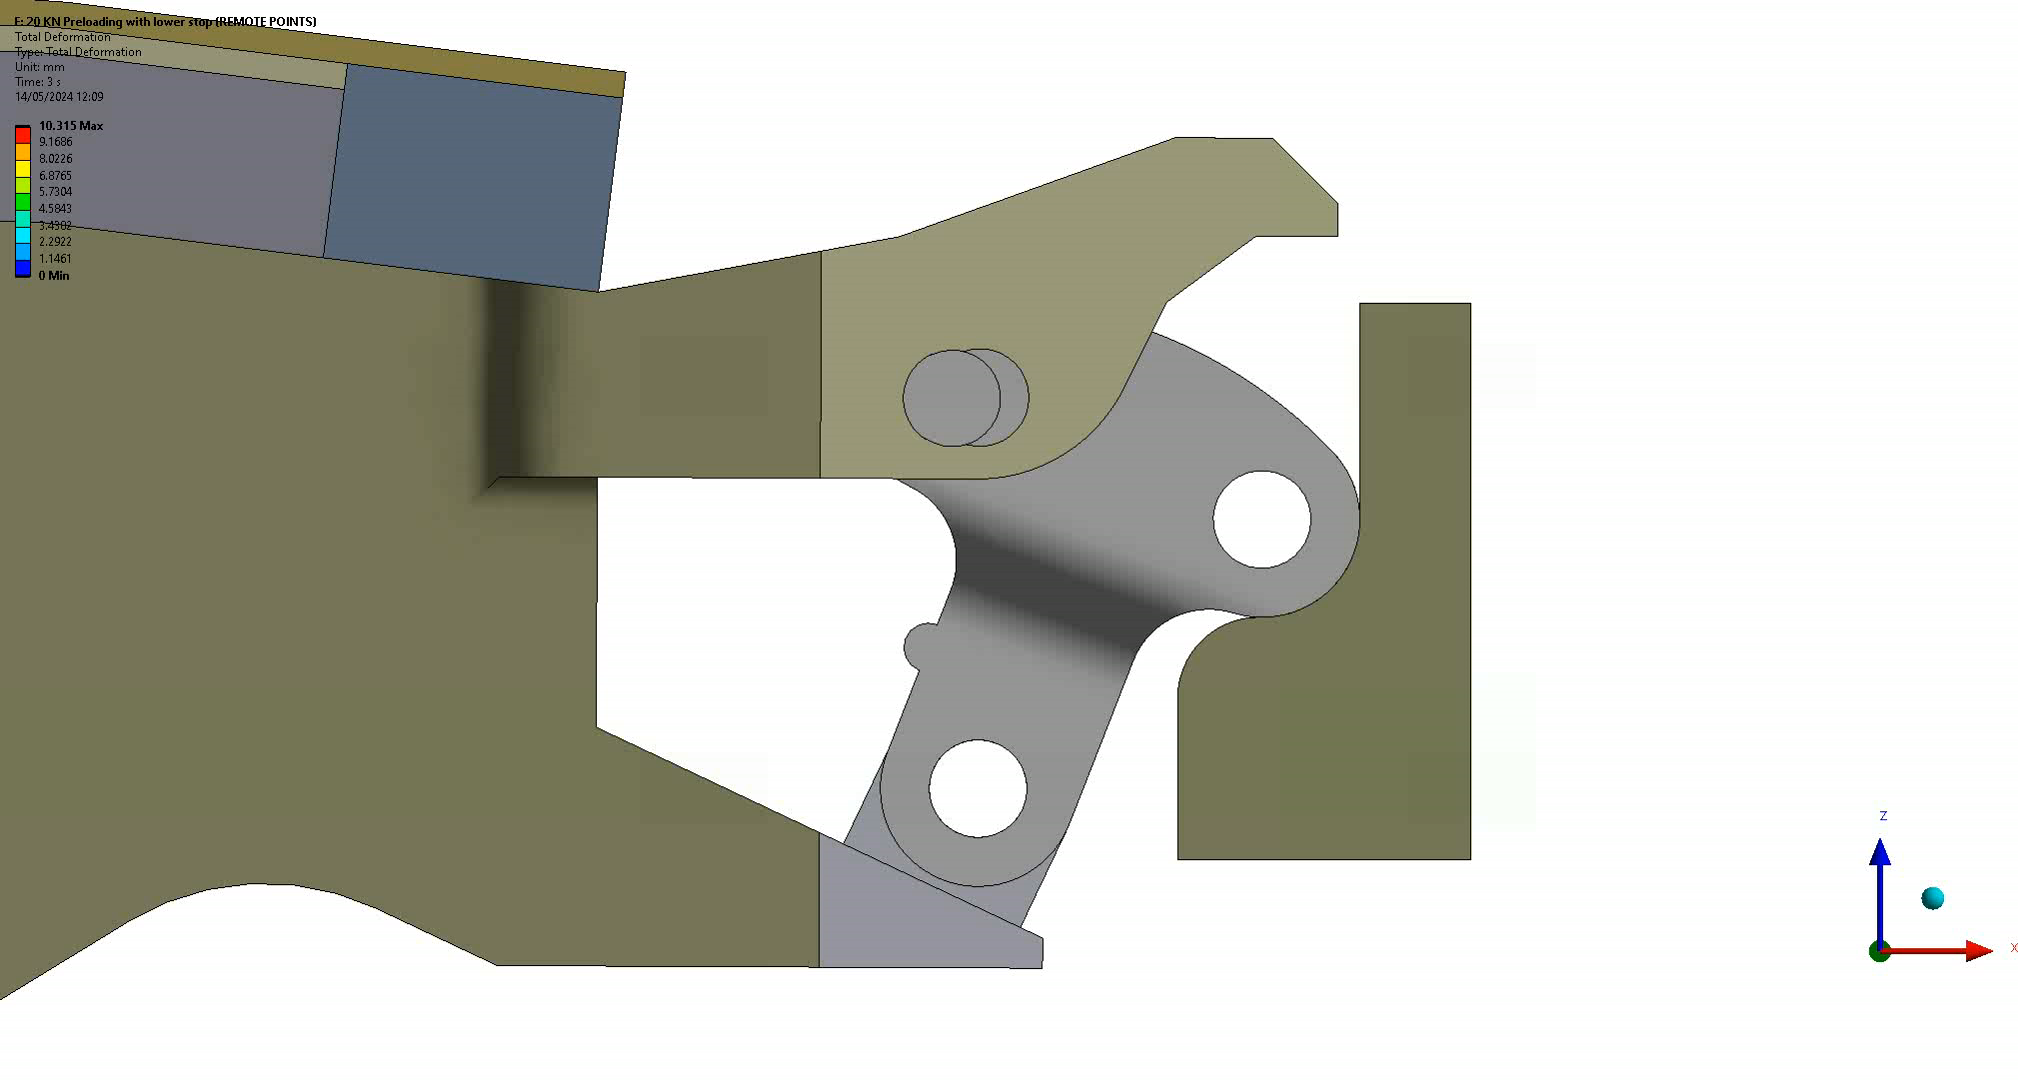 E: 20 KN Preloading with lower stop (REMOTE POINTS)
Total Deformation
Type: Total Deformation
Unit: mm
Time: 3 s
14/05/2024 12:09
10.315 Max
9.1686
8.0226
6.8765
5.7304
4.5843
3.4382
2.2922
1.1461
0 Min
Z
X